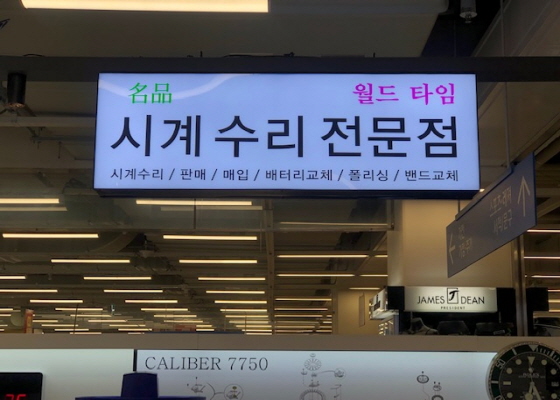 名品 월드 타임
시계 수리 전문점
시계수리 / 판매 / 매입 / 배터리교체 / 폴리싱 / 밴드교체
JAMES DEAN
PRESIDENT
CALIBER 7750